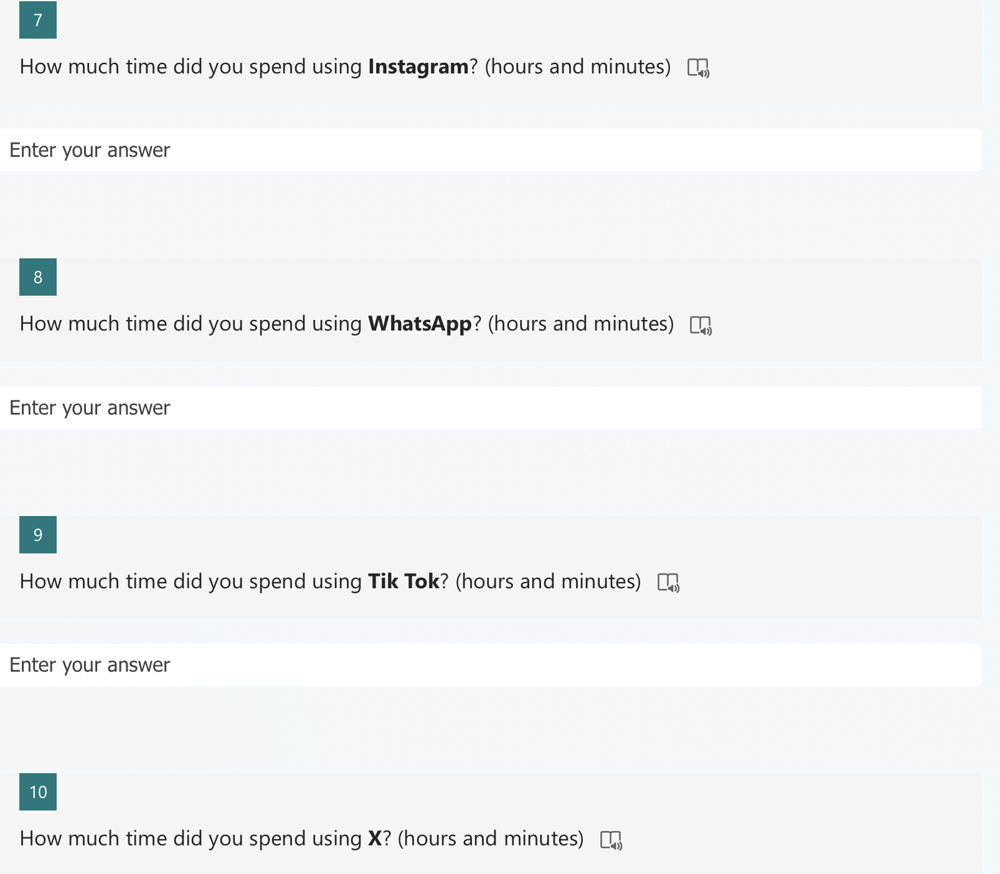 7
How much time did you spend using Instagram? (hours and minutes)
Enter your answer
8
How much time did you spend using WhatsApp? (hours and minutes)
Enter your answer
9
How much time did you spend using Tik Tok? (hours and minutes)
Enter your answer
10
How much time did you spend using X? (hours and minutes)